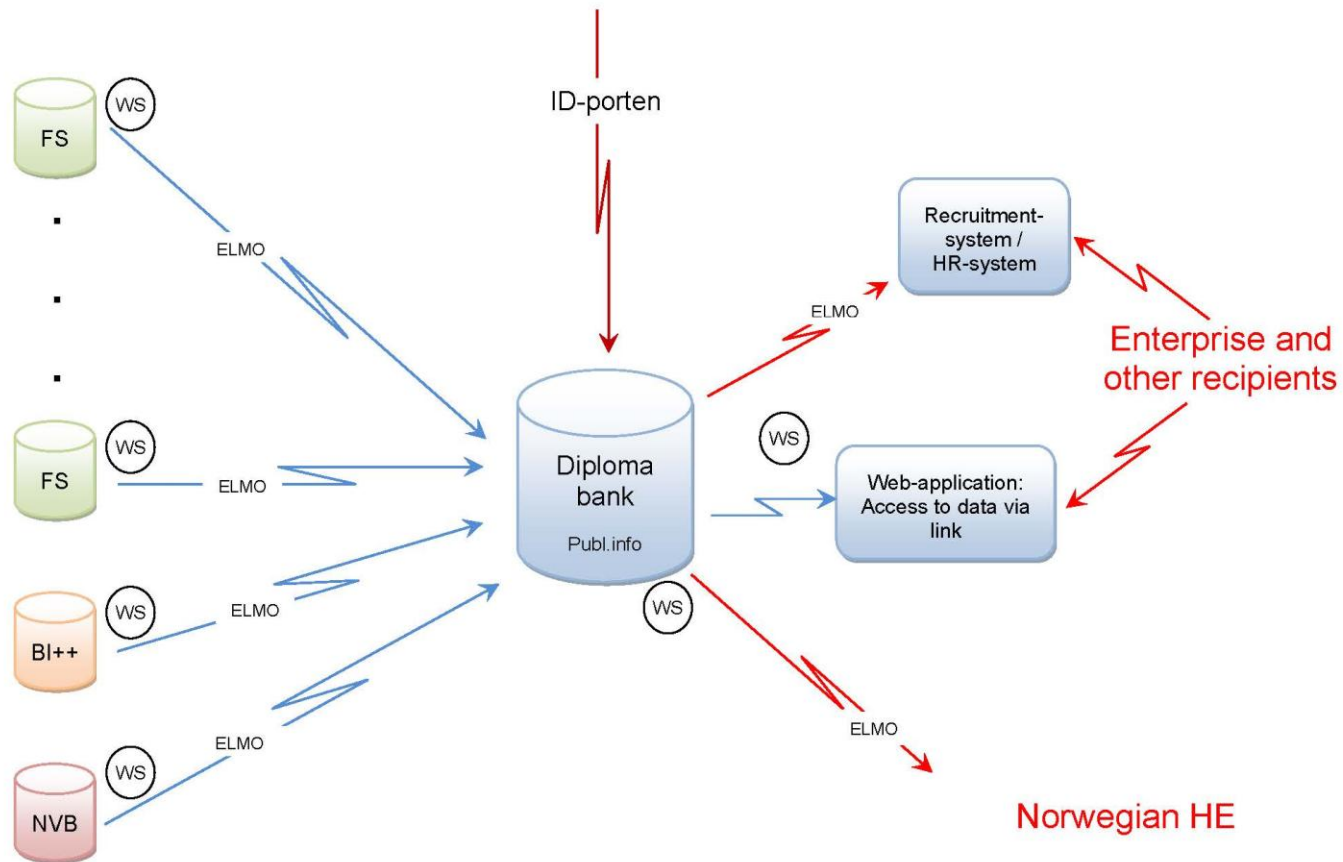 ID-porten
WS
FS
ELMO
WS
FS
ELMO
WS
BI++
ELMO
WS
NVB
ELMO
Diploma
bank
Publ.info
WS
WS
ELMO
Recruitment-
system /
HR-system
Web-application:
Access to data via
link
Enterprise and
other recipients
ELMO
Norwegian HE